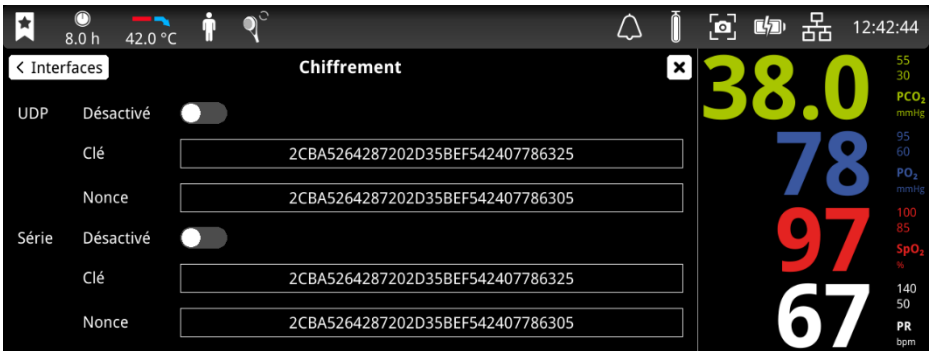 8.0 h 42.0 °C 12:42:44
< Interfaces Chiffrement
UDP Désactivé
Clé 2CBA5264287202D35BEF542407786325
Nonce 2CBA5264287202D35BEF542407786305
Série Désactivé
Clé 2CBA5264287202D35BEF542407786325
Nonce 2CBA5264287202D35BEF542407786305
38.0
55
30
PCO₂
mmHg
78
95
60
PO₂
mmHg
97
100
85
SpO₂
%
67
140
50
PR
bpm